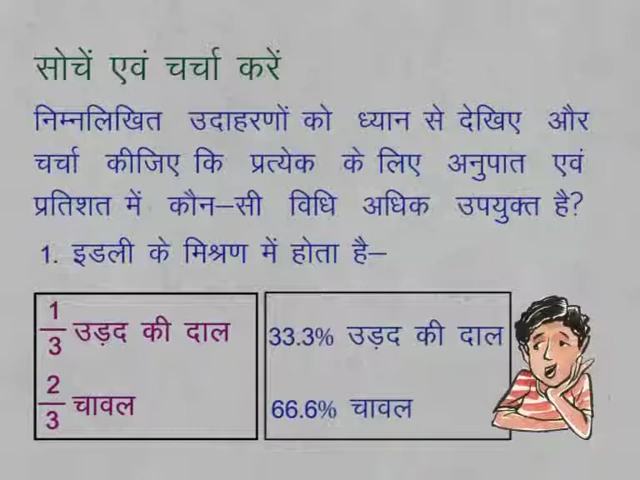 सोचें एवं चर्चा करें
निम्नलिखित उदाहरणों को ध्यान से देखिए और
चर्चा कीजिए कि प्रत्येक के लिए अनुपात एवं
प्रतिशत में कौन–सी विधि अधिक उपयुक्त है?
1. इडली के मिश्रण में होता है–
1/3 उड़द की दाल
2/3 चावल
33.3% उड़द की दाल
66.6% चावल